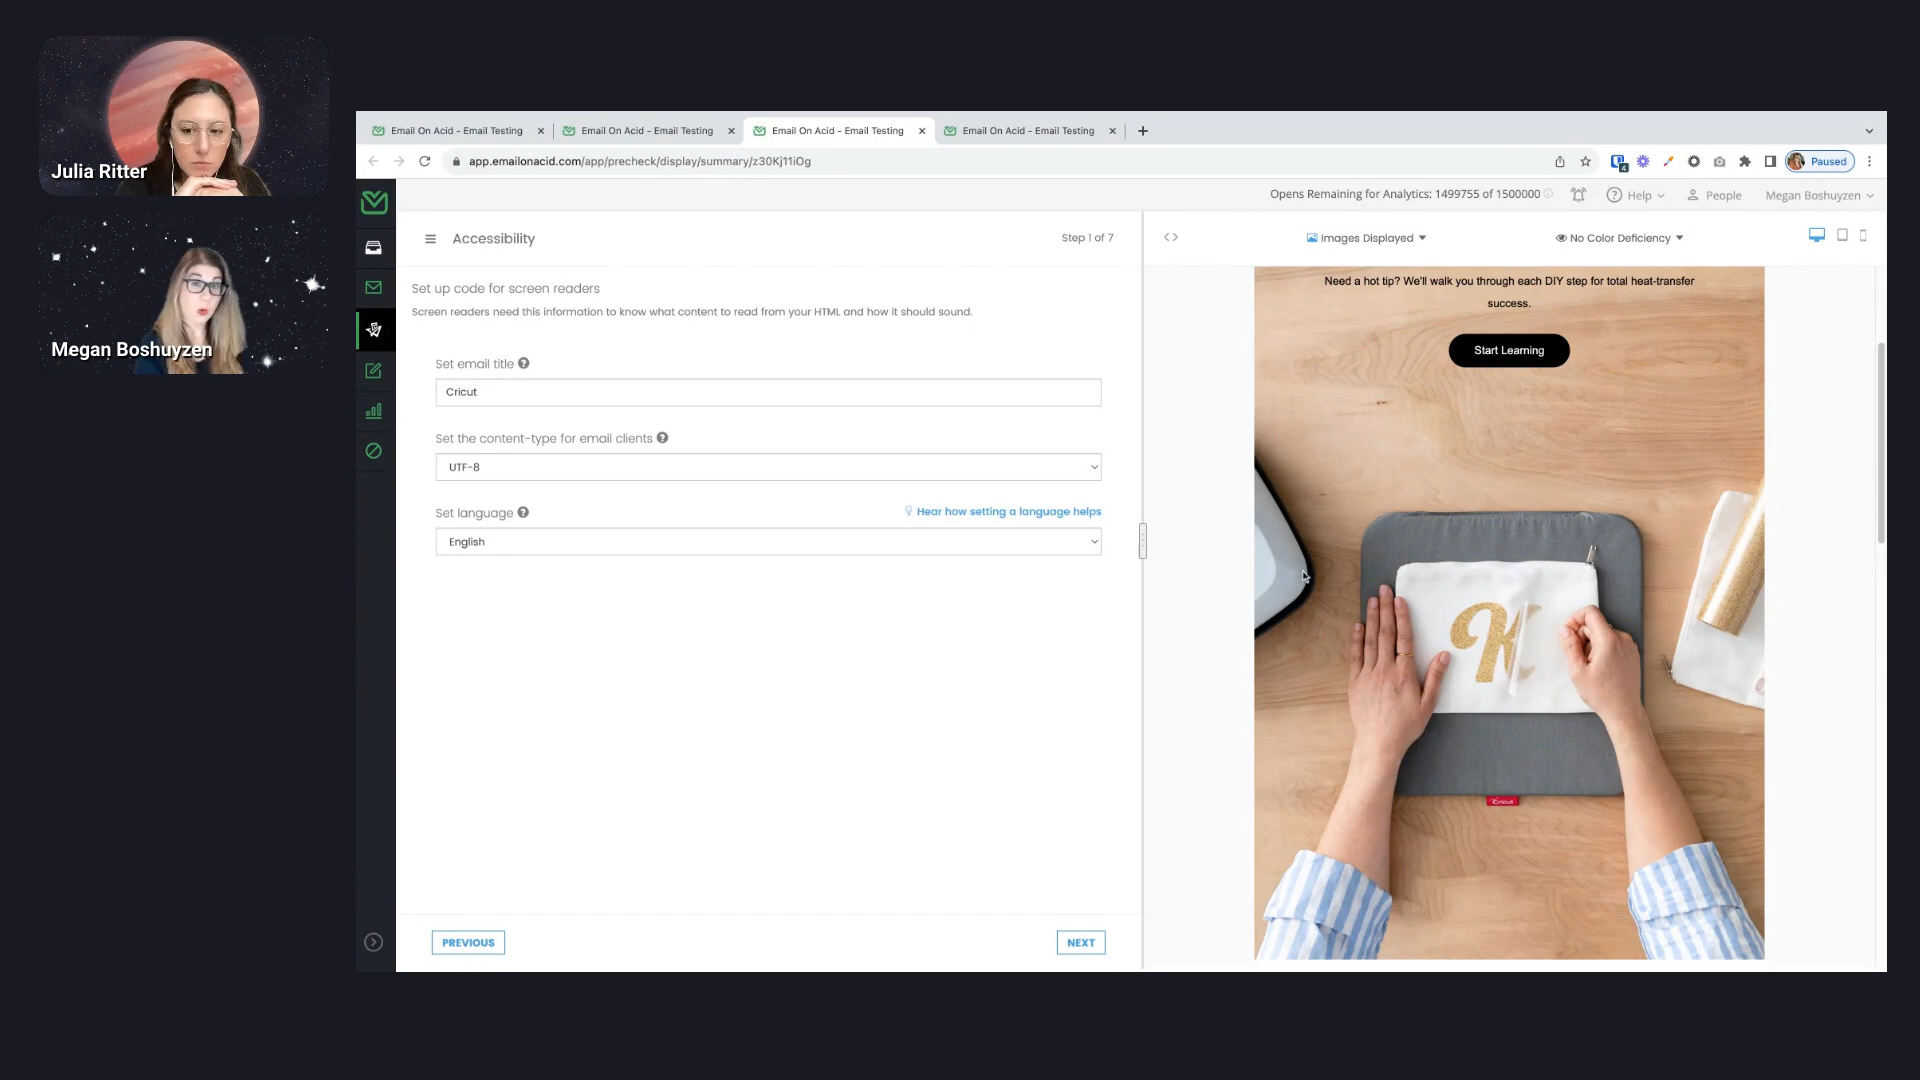 Julia Ritter
Megan Boshuyzen
Email On Acid - Email Testing
Email On Acid - Email Testing
Email On Acid - Email Testing
Email On Acid - Email Testing
app.emailonacid.com/app/precheck/display/summary/z30Kj11iOg
4
Paused
Opens Remaining for Analytics: 1499755 of 1500000
Help
People
Megan Boshuyzen
Accessibility
Step 1 of 7
Images Displayed
No Color Deficiency
Set up code for screen readers
Screen readers need this information to know what content to read from your HTML and how it should sound.
Set email title
Cricut
Set the content-type for email clients
UTF-8
Set language
Hear how setting a language helps
English
PREVIOUS
NEXT
Need a hot tip? We'll walk you through each DIY step for total heat-transfer
success.
Start Learning
K
Cricut